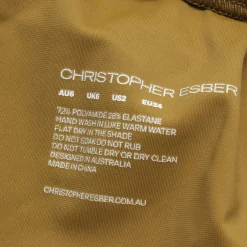 CHRISTOPHER ESBER
AU6 UK6 US2 EU34
72% POLYAMIDE 28% ELASTANE
HAND WASH IN LUKE WARM WATER
FLAT DRY IN THE SHADE
DO NOT SOAK DO NOT RUB
DO NOT TUMBLE DRY OR DRY CLEAN
DESIGNED IN AUSTRALIA
MADE IN CHINA
CHRISTOPHERESBER.COM.AU